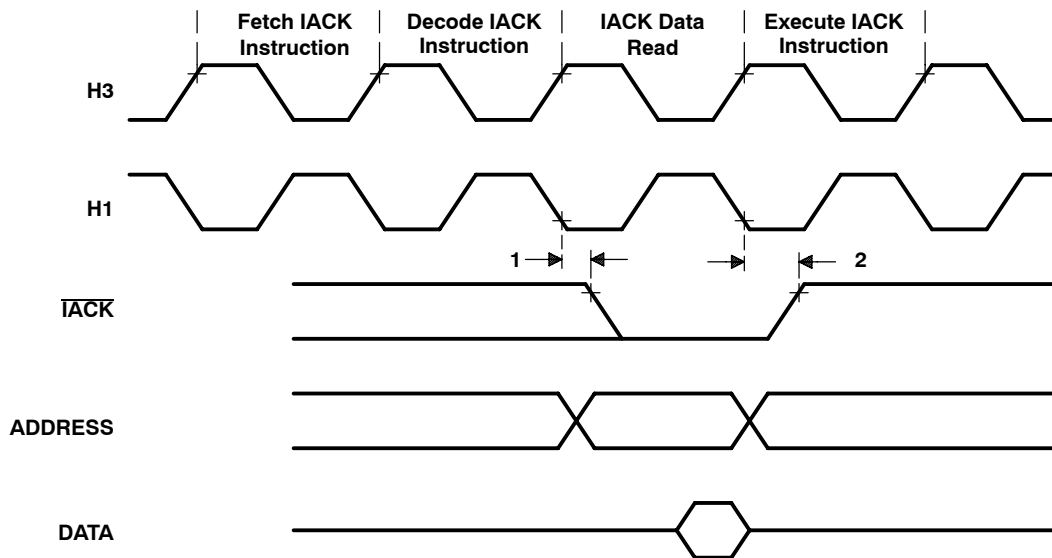 Fetch IACK
Instruction
Decode IACK
Instruction
IACK Data
Read
Execute IACK
Instruction
H3
H1
1
2
IACK
ADDRESS
DATA